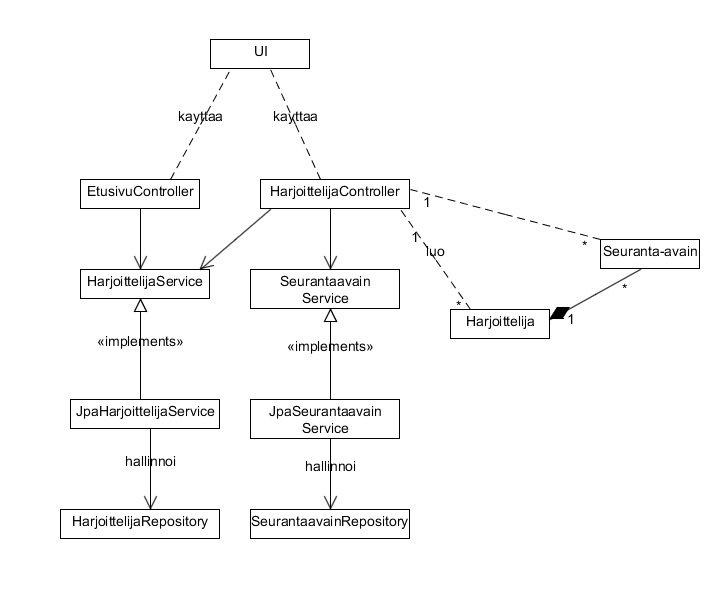 UI
kayttaa
kayttaa
EtusivuController
HarjoittelijaController
1
*
Seuranta-avain
1
luo
*
HarjoittelijaService
Seurantaavain
Service
*
Harjoittelija
1
«implements»
«implements»
JpaHarjoittelijaService
JpaSeurantaavain
Service
hallinnoi
hallinnoi
HarjoittelijaRepository
SeurantaavainRepository